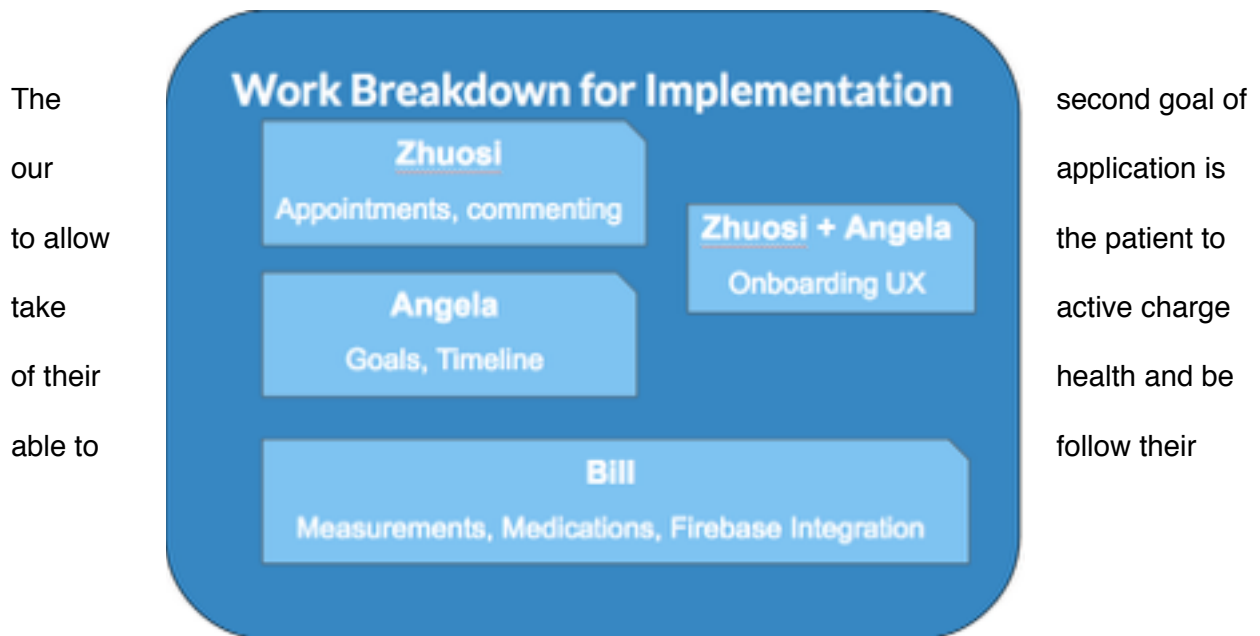 Work Breakdown for Implementation
Zhuosi
Appointments, commenting
Zhuosi + Angela
Onboarding UX
Angela
Goals, Timeline
Bill
Measurements, Medications, Firebase Integration
The second goal of
our application is
to allow the patient to
take active charge
of their health and be
able to follow their